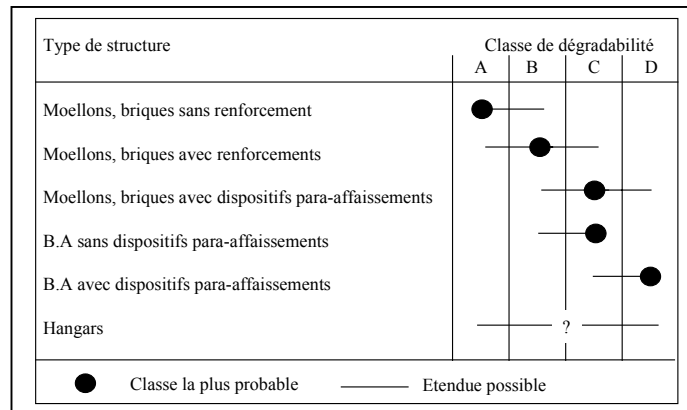 Type de structure Classe de dégradabilité
A B C D
Moellons, briques sans renforcement
Moellons, briques avec renforcements
Moellons, briques avec dispositifs para-affaissements
B.A sans dispositifs para-affaissements
B.A avec dispositifs para-affaissements
Hangars ?
Classe la plus probable Etendue possible